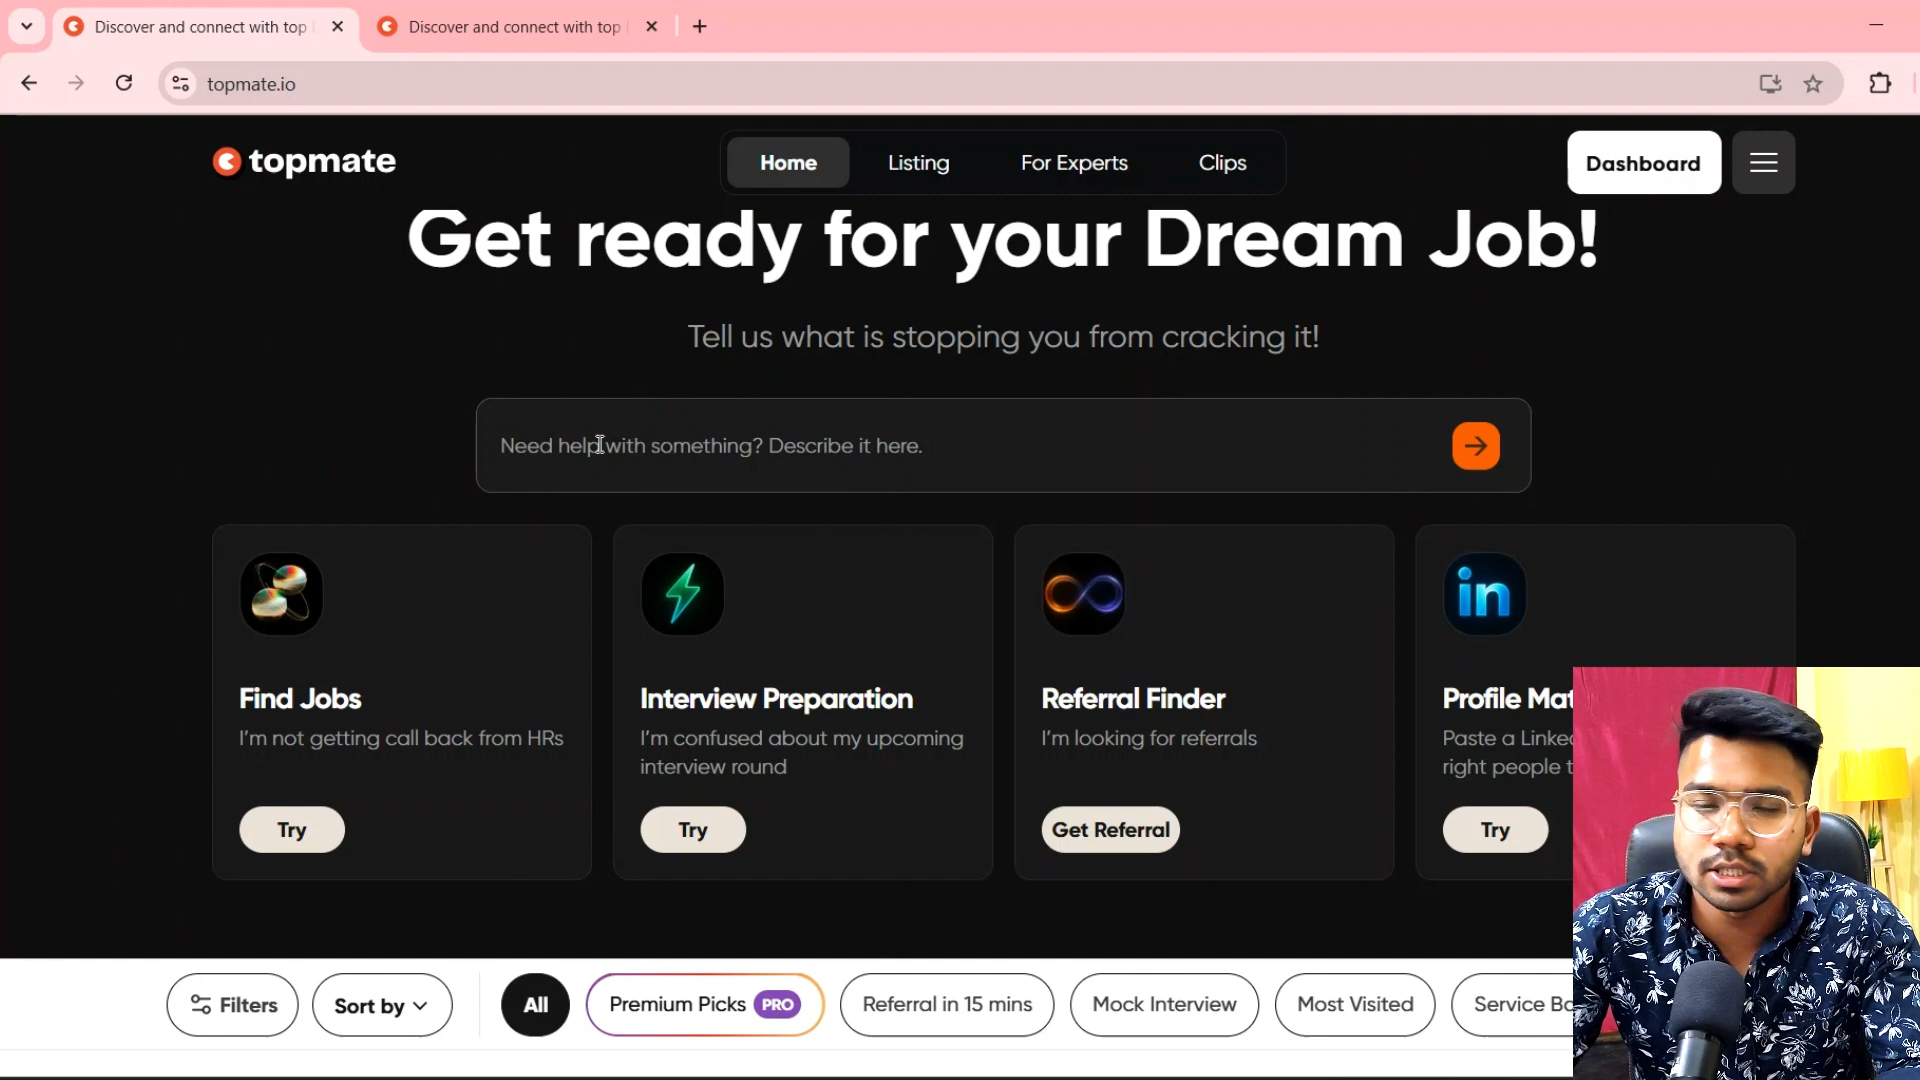 Discover and connect with top
Discover and connect with top
topmate.io
topmate
Home
Listing
For Experts
Clips
Dashboard
Get ready for your Dream Job!
Tell us what is stopping you from cracking it!
Need help with something? Describe it here.
Find Jobs
I'm not getting call back from HRs
Try
Interview Preparation
I'm confused about my upcoming
interview round
Try
Referral Finder
I'm looking for referrals
Get Referral
in
Profile
Paste a
right people
Try
Filters
Sort by
All
Premium Picks PRO
Referral in 15 mins
Mock Interview
Most Visited
Service